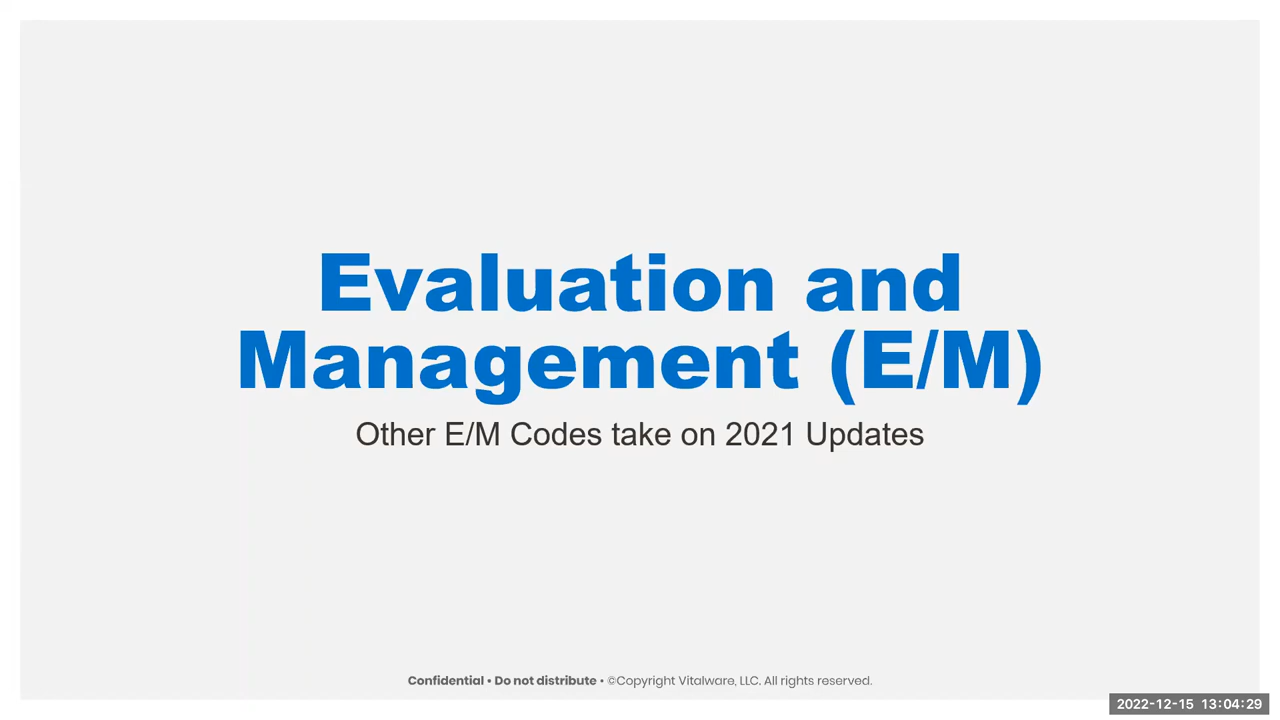 Evaluation and
Management (E/M)
Other E/M Codes take on 2021 Updates
Confidential • Do not distribute • ©Copyright Vitalware, LLC. All rights reserved.
2022-12-15 13:04:29